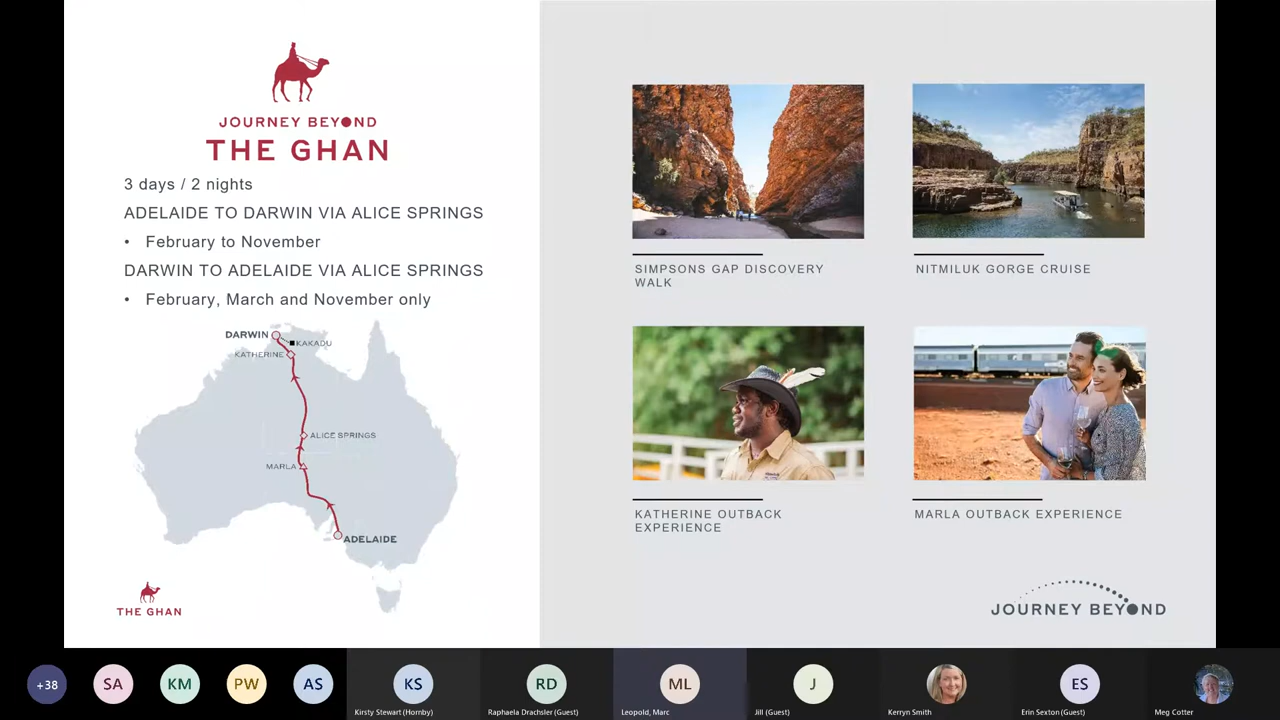 JOURNEY BEYOND
THE GHAN
3 days / 2 nights
ADELAIDE TO DARWIN VIA ALICE SPRINGS
• February to November
DARWIN TO ADELAIDE VIA ALICE SPRINGS
• February, March and November only
DARWIN
KAKADU
KATHERINE
ALICE SPRINGS
MARLA
ADELAIDE
THE GHAN
SIMPSONS GAP DISCOVERY
WALK
NITMILUK GORGE CRUISE
KATHERINE OUTBACK
EXPERIENCE
MARLA OUTBACK EXPERIENCE
JOURNEY BEYOND
+38
SA
KM
PW
AS
KS
Kirsty Stewart (Hornby)
RD
Raphaela Drachsler (Guest)
ML
Leopold, Marc
J
Jill (Guest)
Kerryn Smith
ES
Erin Sexton (Guest)
Meg Cotter